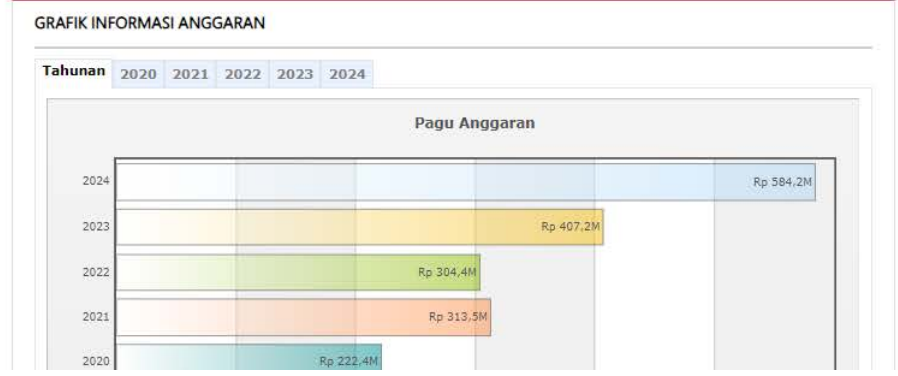 GRAFIK INFORMASI ANGGARAN
Tahunan 2020 2021 2022 2023 2024
Pagu Anggaran
2024 Rp 584,2M
2023 Rp 407,2M
2022 Rp 304,4M
2021 Rp 313,5M
2020 Rp 222,4M